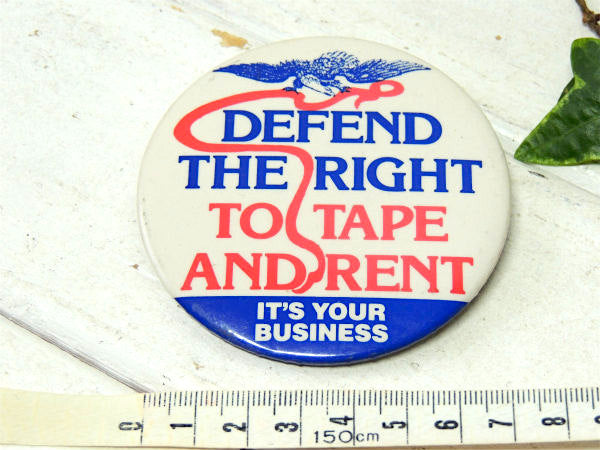 DEFEND
THE RIGHT
TO TAPE
AND RENT
IT'S YOUR
BUSINESS
0 1 2 3 4 5 6 7 8
150cm